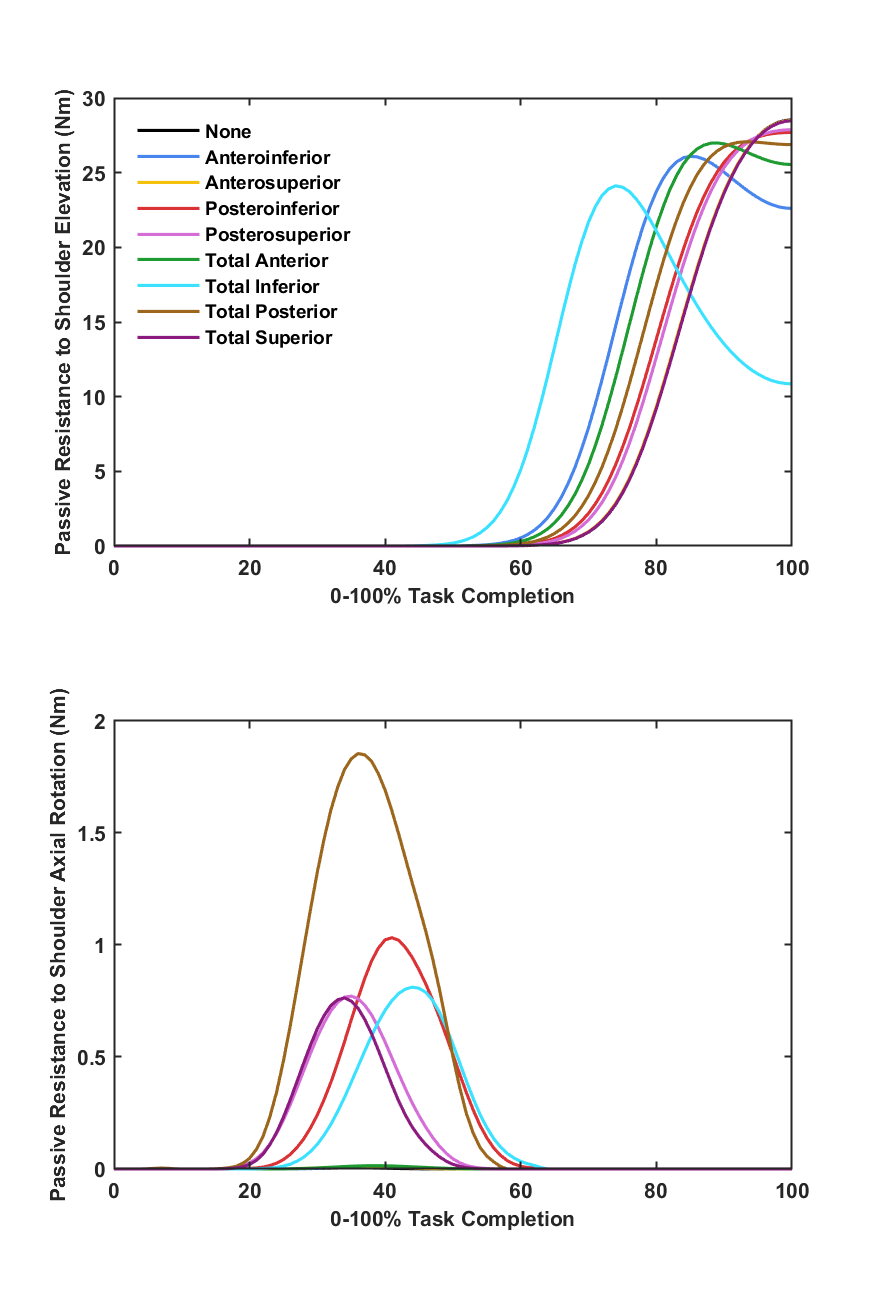 Passive Resistance to Shoulder Elevation (Nm)
30
25
20
15
10
5
0
None
Anteroinferior
Anterosuperior
Posteroinferior
Posterosuperior
Total Anterior
Total Inferior
Total Posterior
Total Superior
0 20 40 60 80 100
0-100% Task Completion
Passive Resistance to Shoulder Axial Rotation (Nm)
2
1.5
1
0.5
0
0 20 40 60 80 100
0-100% Task Completion